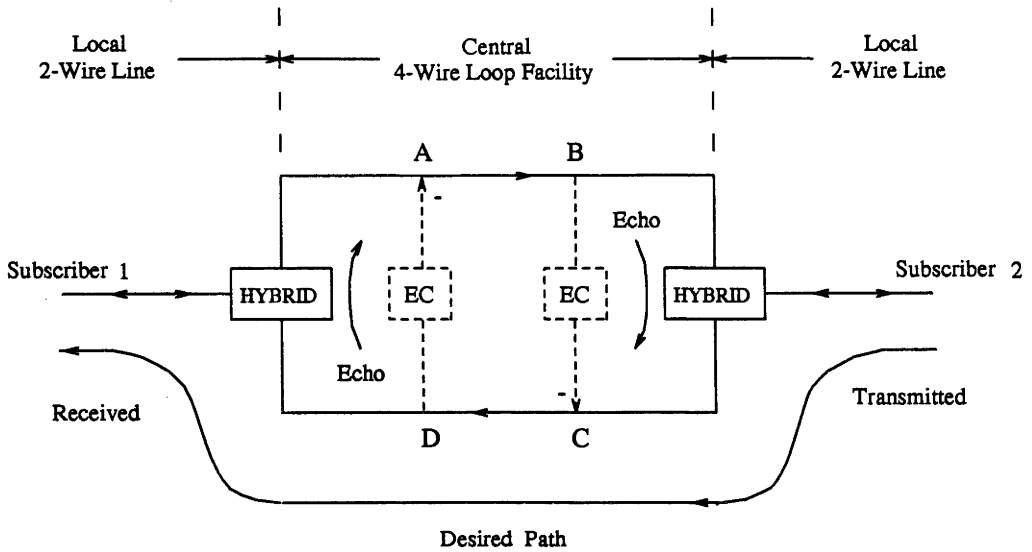 Local
2-Wire Line
Central
4-Wire Loop Facility
Local
2-Wire Line
A
B
-
Echo
Subscriber 1
HYBRID
EC
EC
HYBRID
Subscriber 2
Echo
-
Received
D
C
Transmitted
Desired Path